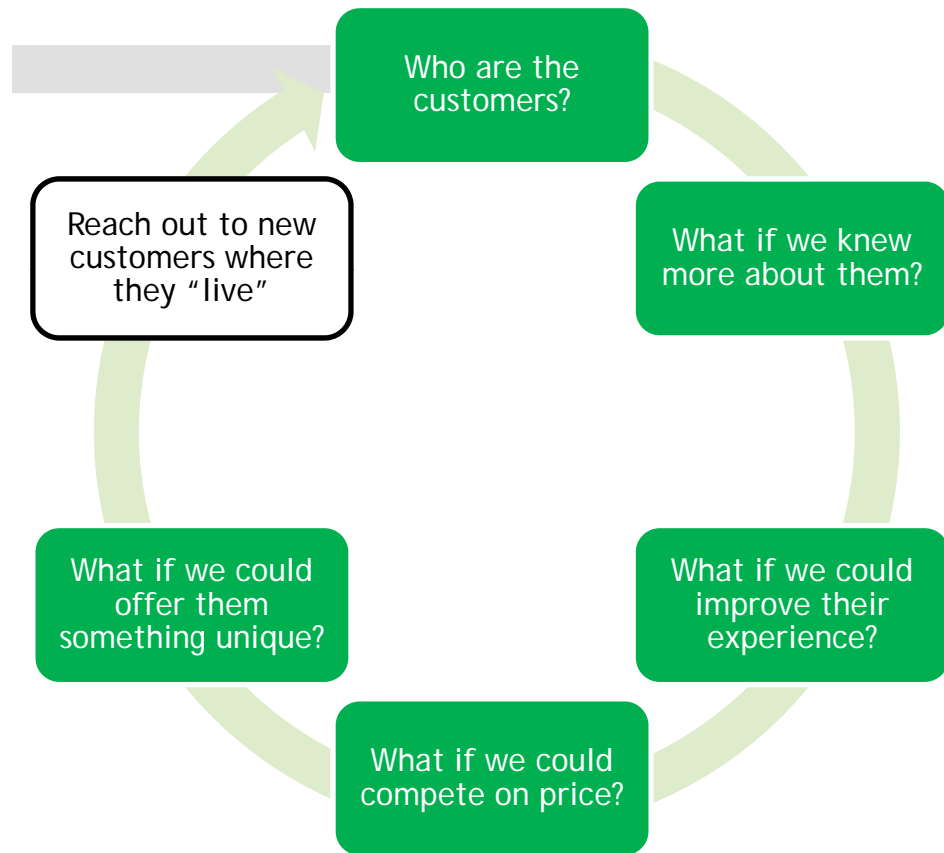 Who are the
customers?
What if we knew
more about them?
What if we could
improve their
experience?
What if we could
compete on price?
What if we could
offer them
something unique?
Reach out to new
customers where
they “live”